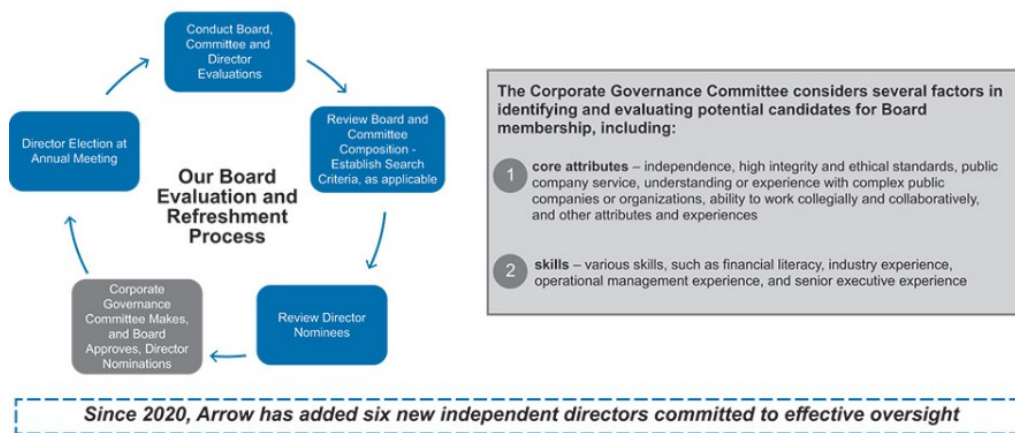 Conduct Board,
Committee and
Director
Evaluations
Review Board and
Committee
Composition -
Establish Search
Criteria, as applicable
Review Director
Nominees
Corporate
Governance
Committee Makes,
and Board
Approves, Director
Nominations
Director Election at
Annual Meeting
Our Board
Evaluation and
Refreshment
Process
The Corporate Governance Committee considers several factors in
identifying and evaluating potential candidates for Board
membership, including:
1
core attributes – independence, high integrity and ethical standards, public
company service, understanding or experience with complex public
companies or organizations, ability to work collegially and collaboratively,
and other attributes and experiences
2
skills – various skills, such as financial literacy, industry experience,
operational management experience, and senior executive experience
Since 2020, Arrow has added six new independent directors committed to effective oversight